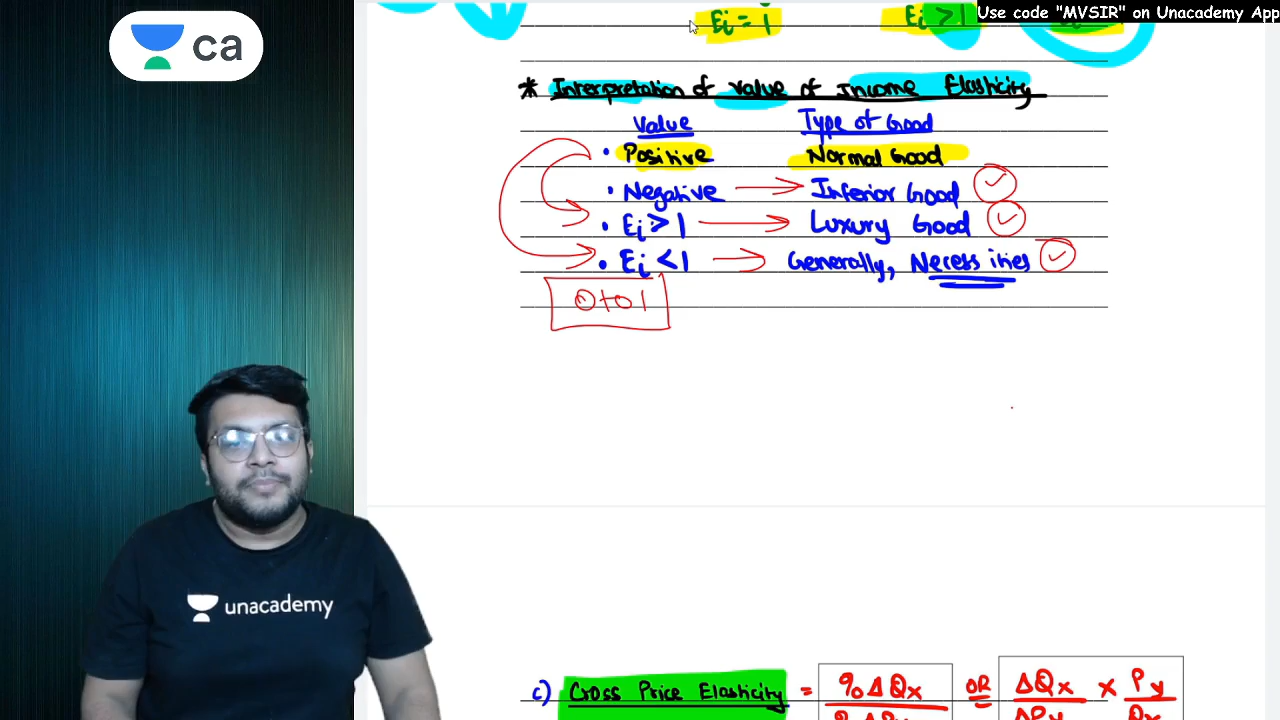 ca
Use code "MVSIR" on Unacademy App
Ei = 1
Ei > 1
* Interpretation of value of Income Elasticity
Value Type of Good
• Positive Normal Good
• Negative → Inferior Good
• Ei > 1 → Luxury Good
• Ei < 1 → Generally, Necessities
0 to 1
unacademy
c) Cross Price Elasticity = % Δ Qx OR ΔQx × Py
ΔPy Qx